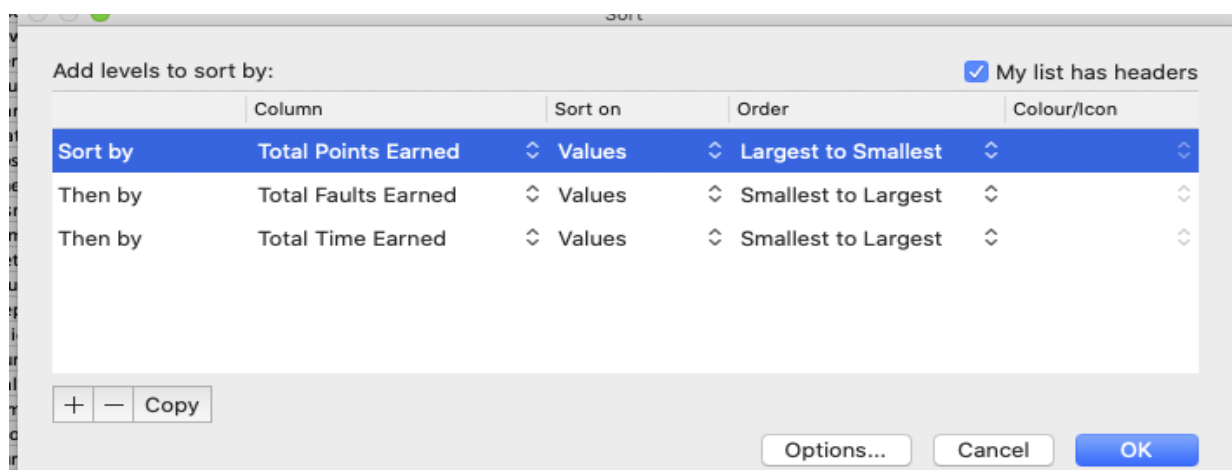 Sort
Add levels to sort by:
My list has headers
Column Sort on Order Colour/Icon
Sort by Total Points Earned Values Largest to Smallest
Then by Total Faults Earned Values Smallest to Largest
Then by Total Time Earned Values Smallest to Largest
+ − Copy
Options... Cancel OK